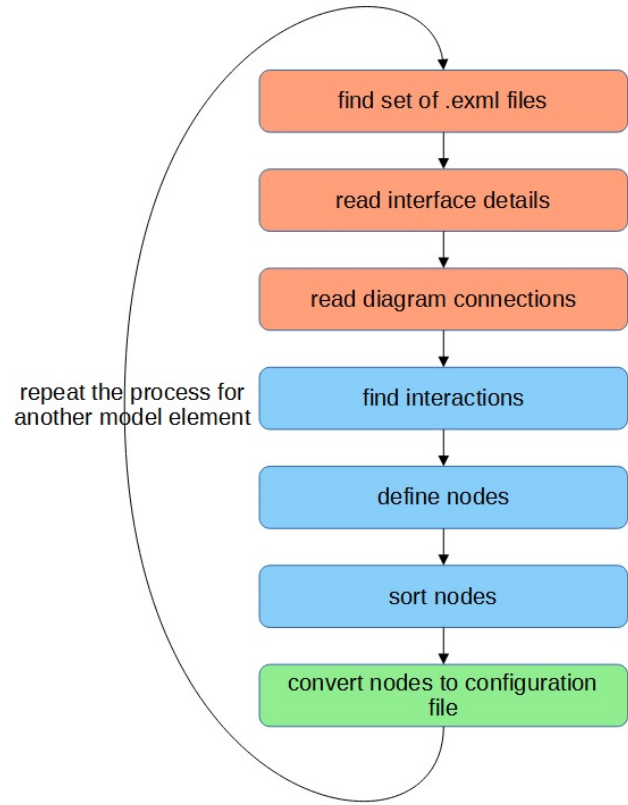 find set of .exml files
read interface details
read diagram connections
repeat the process for
another model element
find interactions
define nodes
sort nodes
convert nodes to configuration
file